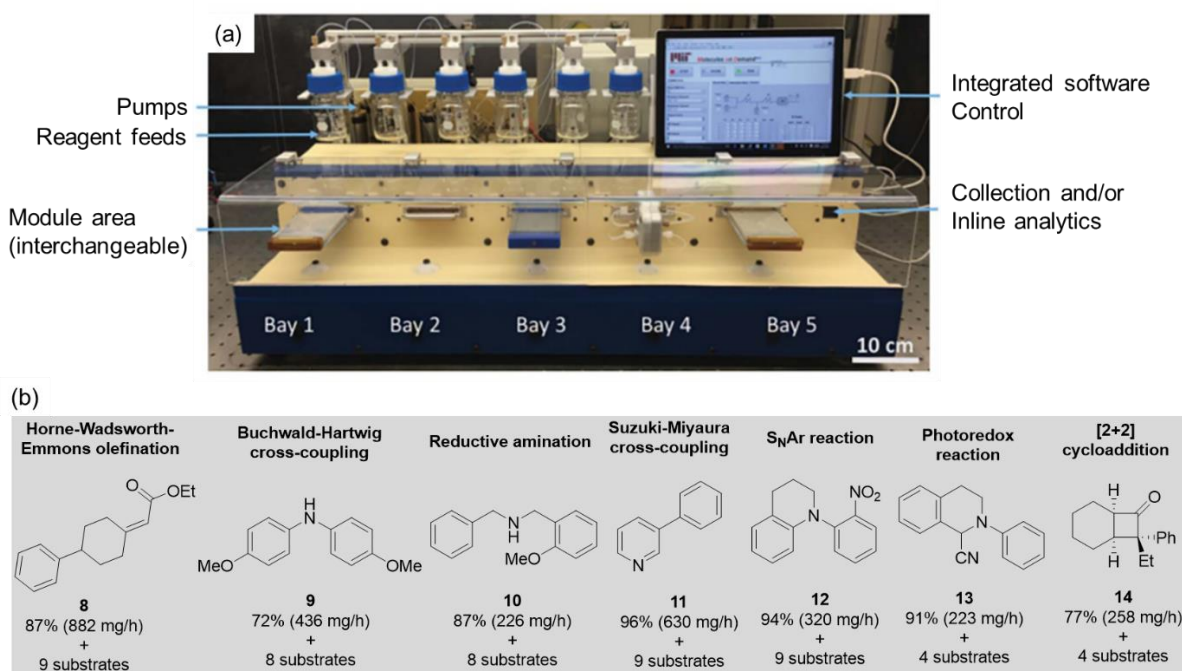 (a)
Pumps
Reagent feeds
Module area
(interchangeable)
Integrated software
Control
Collection and/or
Inline analytics
Bay 1
Bay 2
Bay 3
Bay 4
Bay 5
10 cm
(b)
Horne-Wadsworth-
Emmons olefination
O
OEt
8
87% (882 mg/h)
+
9 substrates
Buchwald-Hartwig
cross-coupling
H
N
MeO
OMe
9
72% (436 mg/h)
+
8 substrates
Reductive amination
H
N
MeO
10
87% (226 mg/h)
+
8 substrates
Suzuki-Miyaura
cross-coupling
N
11
96% (630 mg/h)
+
9 substrates
SNAr reaction
NO2
N
12
94% (320 mg/h)
+
9 substrates
Photoredox
reaction
N
CN
13
91% (223 mg/h)
+
4 substrates
[2+2]
cycloaddition
H
O
Ph
H
Et
14
77% (258 mg/h)
+
4 substrates